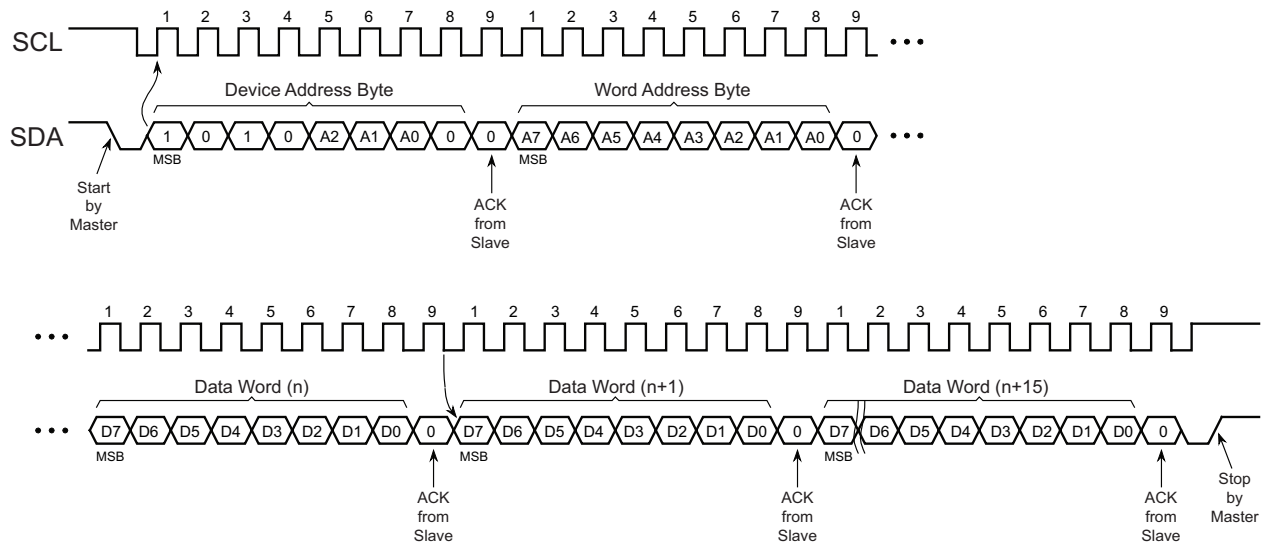 1 2 3 4 5 6 7 8 9 1 2 3 4 5 6 7 8 9
SCL
Device Address Byte Word Address Byte
SDA 1 0 1 0 A2 A1 A0 0 0 A7 A6 A5 A4 A3 A2 A1 A0 0
MSB MSB
Start
by
Master
ACK
from
Slave
ACK
from
Slave
1 2 3 4 5 6 7 8 9 1 2 3 4 5 6 7 8 9 1 2 3 4 5 6 7 8 9
Data Word (n) Data Word (n+1) Data Word (n+15)
D7 D6 D5 D4 D3 D2 D1 D0 0 D7 D6 D5 D4 D3 D2 D1 D0 0 D7 D6 D5 D4 D3 D2 D1 D0 0
MSB MSB MSB
ACK
from
Slave
ACK
from
Slave
ACK
from
Slave
Stop
by
Master